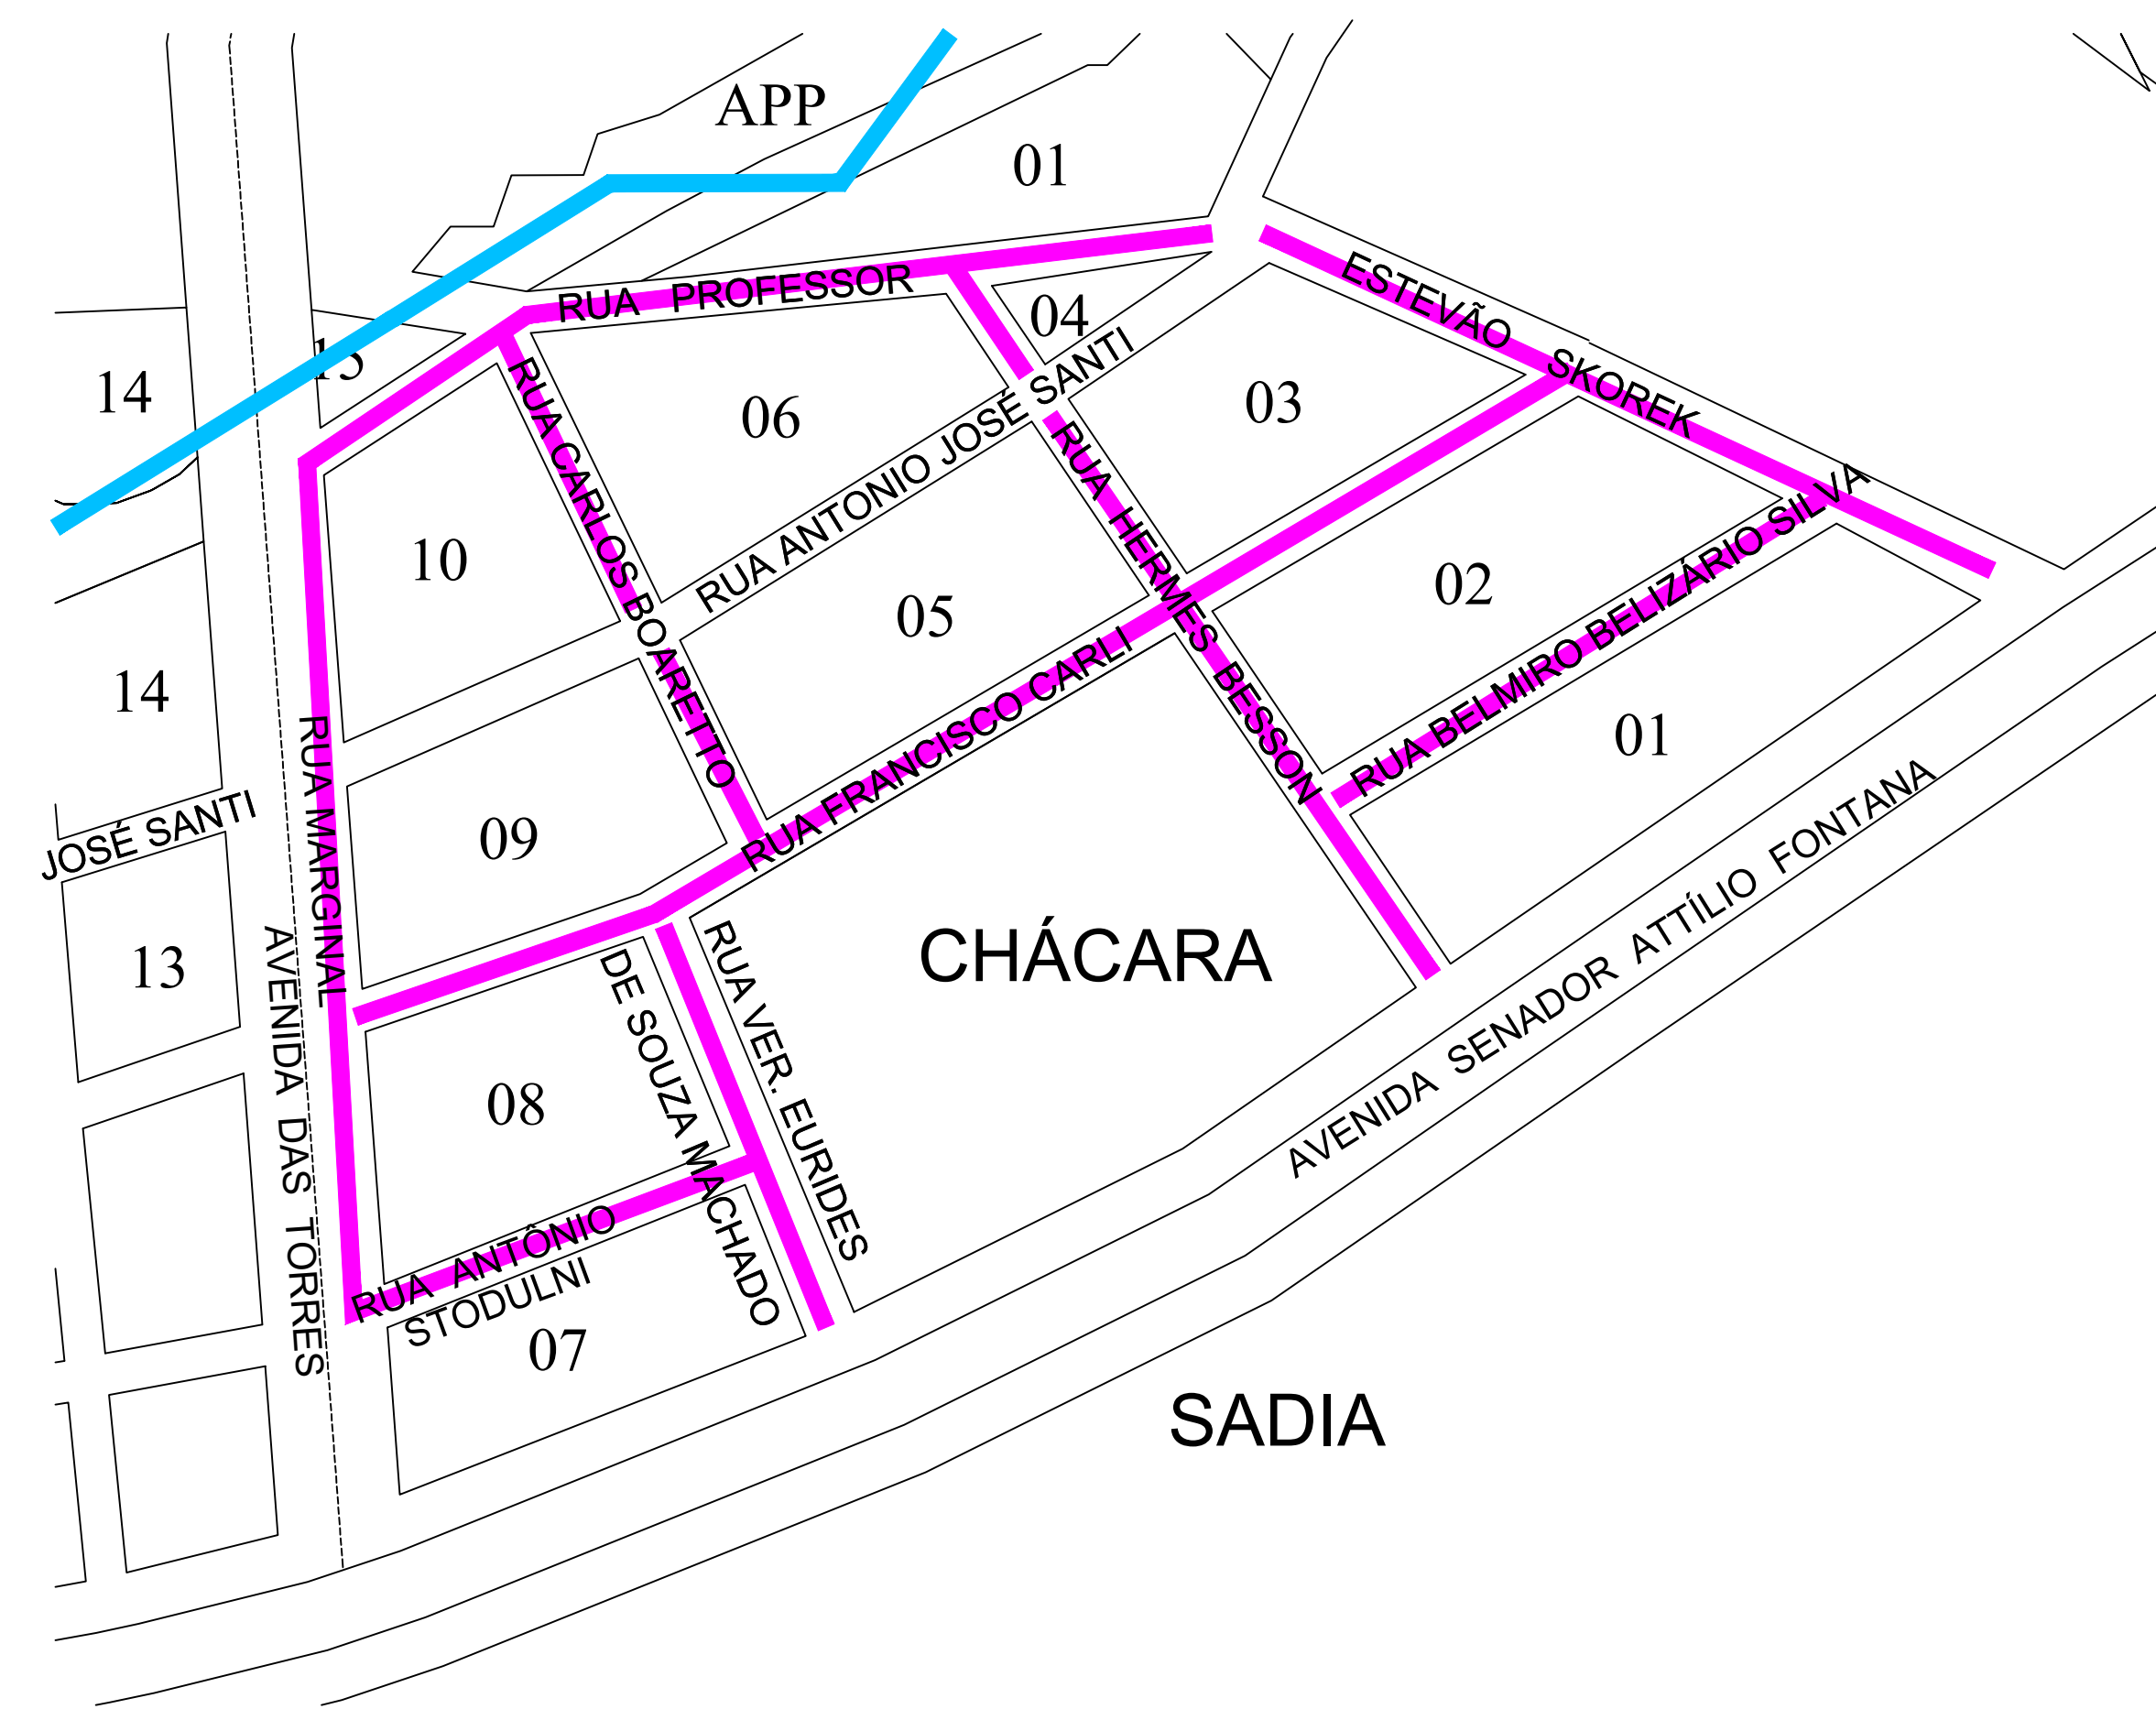 APP
01
RUA PROFESSOR
ESTEVÃO SKOREK
04
14
15
06
03
RUA CARLOS BOARETTO
RUA ANTONIO JOSÉ SANTI
RUA HERMES BESSON
10
05
02
RUA BELMIRO BELIZÁRIO SILVA
14
RUA MARGINAL
RUA FRANCISCO CARLI
01
JOSÉ SANTI
09
AVENIDA SENADOR ATTÍLIO FONTANA
13
AVENIDA DAS TORRES
CHÁCARA
RUA VER. EURIDES
DE SOUZA MACHADO
08
RUA ANTÔNIO
STODULNI
07
SADIA